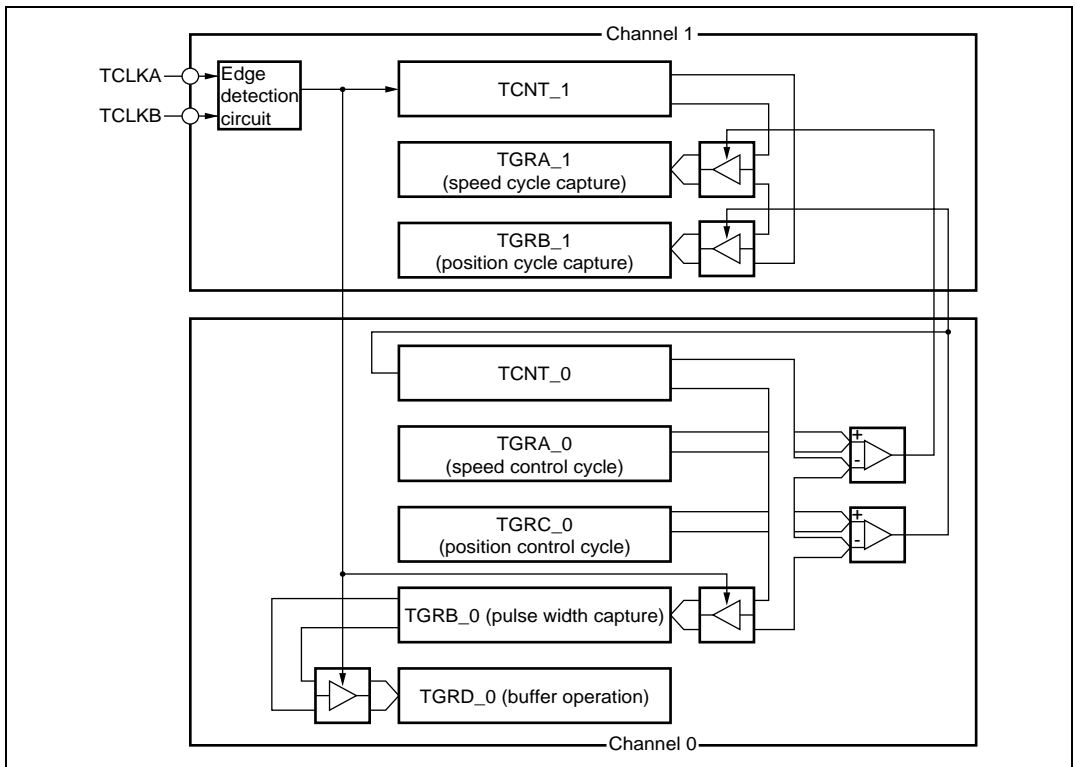 Channel 1
TCLKA
TCLKB
Edge
detection
circuit
TCNT_1
TGRA_1
(speed cycle capture)
TGRB_1
(position cycle capture)
TCNT_0
TGRA_0
(speed control cycle)
+
-
TGRC_0
(position control cycle)
+
-
TGRB_0 (pulse width capture)
TGRD_0 (buffer operation)
Channel 0